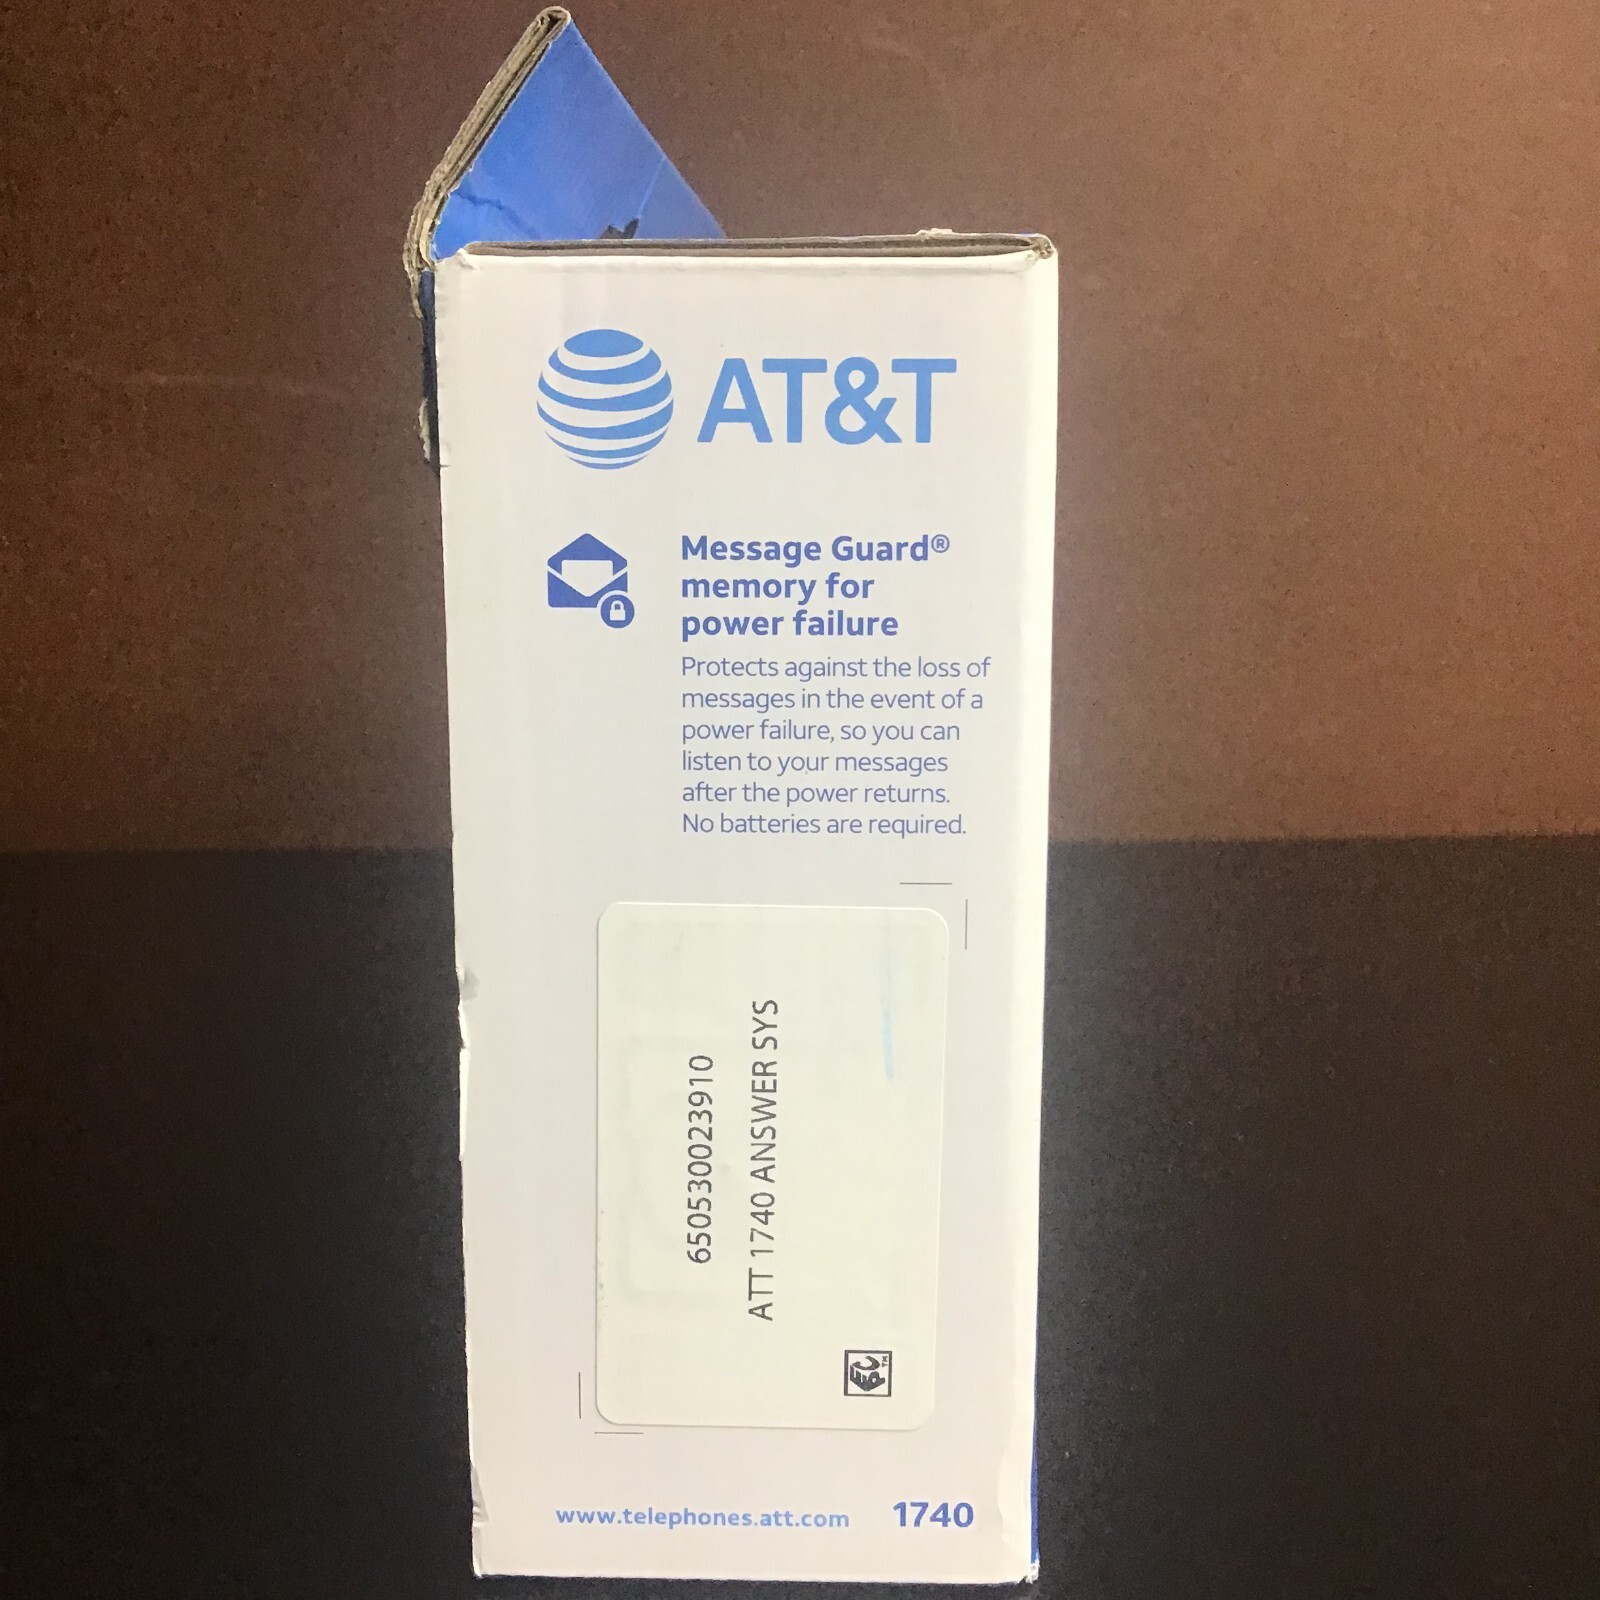 AT&T
Message Guard®
memory for
power failure
Protects against the loss of
messages in the event of a
power failure, so you can
listen to your messages
after the power returns.
No batteries are required.
650530023910
ATT 1740 ANSWER SYS
www.telephones.att.com 1740